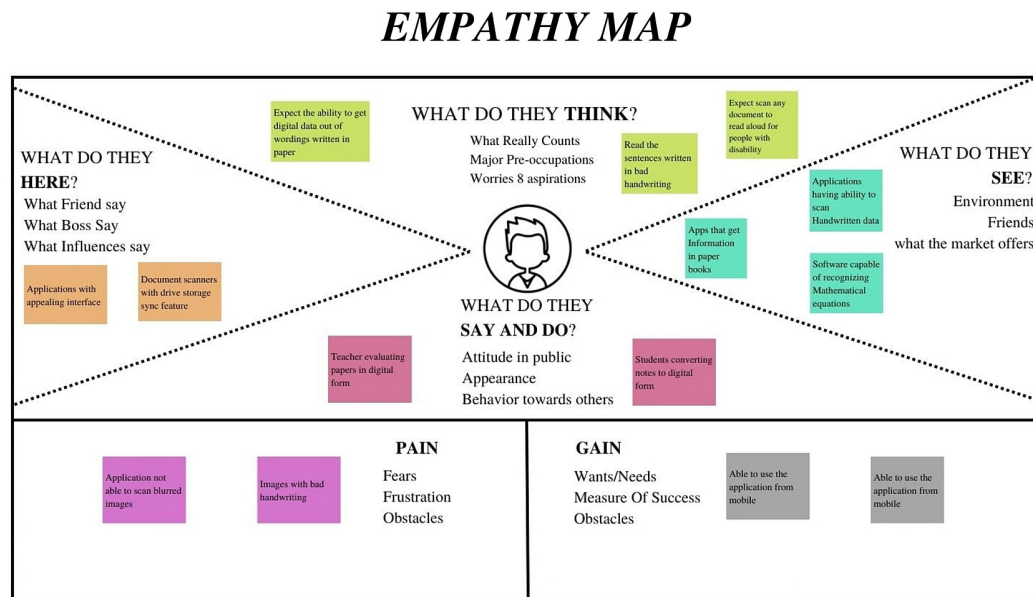 EMPATHY MAP
Expect the ability to get
digital data out of
wordings written in
paper
WHAT DO THEY THINK?
What Really Counts
Major Pre-occupations
Worries 8 aspirations
Read the
sentences written
in bad
handwriting
Expect scan any
document to
read aloud for
people with
disability
WHAT DO THEY
HERE?
What Friend say
What Boss Say
What Influences say
Applications with
appealing interface
Document scanners
with drive storage
sync feature
WHAT DO THEY
SEE?
Environment
Friends
what the market offers
Applications
having ability to
scan
Handwritten data
Apps that get
Information
in paper
books
Software capable
of recognizing
Mathematical
equations
WHAT DO THEY
SAY AND DO?
Attitude in public
Appearance
Behavior towards others
Teacher evaluating
papers in digital
form
Students converting
notes to digital
form
PAIN
Fears
Frustration
Obstacles
Application not
able to scan blurred
images
Images with bad
handwriting
GAIN
Wants/Needs
Measure Of Success
Obstacles
Able to use the
application from
mobile
Able to use the
application from
mobile